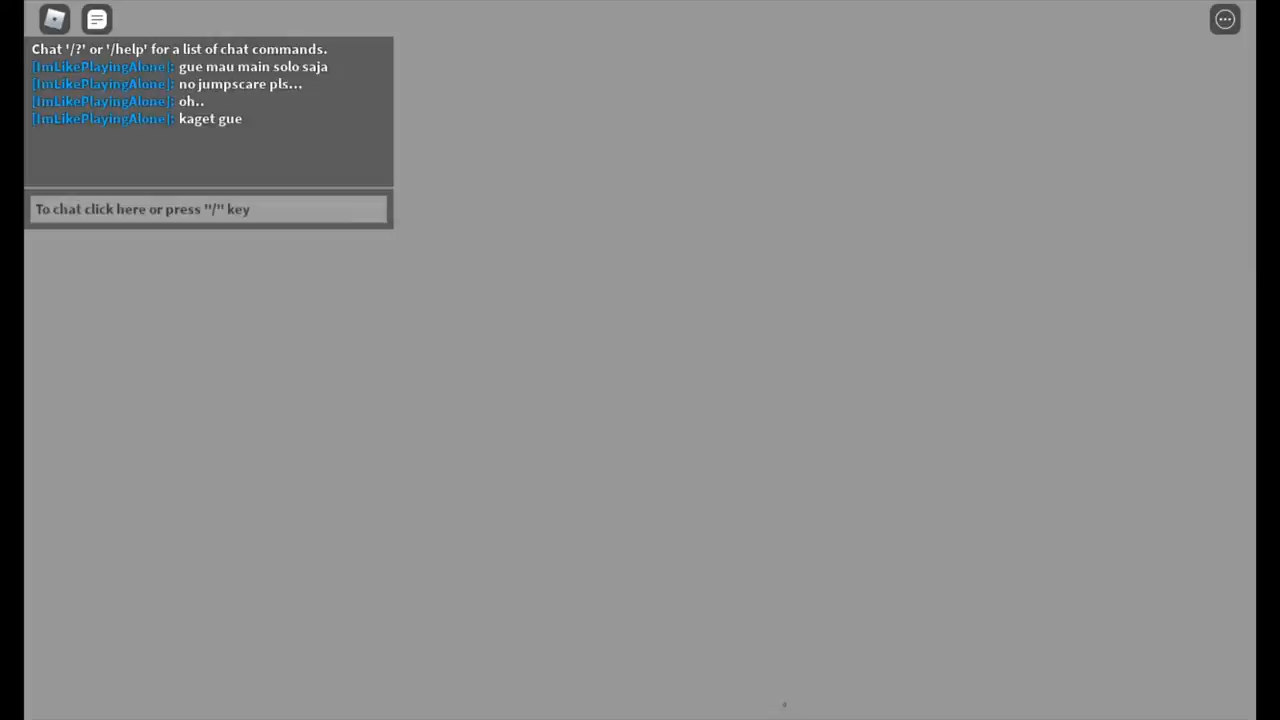 Chat '/?' or '/help' for a list of chat commands.
[ImLikePlayingAlone]: gue mau main solo saja
[ImLikePlayingAlone]: no jumpscare pls...
[ImLikePlayingAlone]: oh..
[ImLikePlayingAlone]: kaget gue
To chat click here or press "/" key